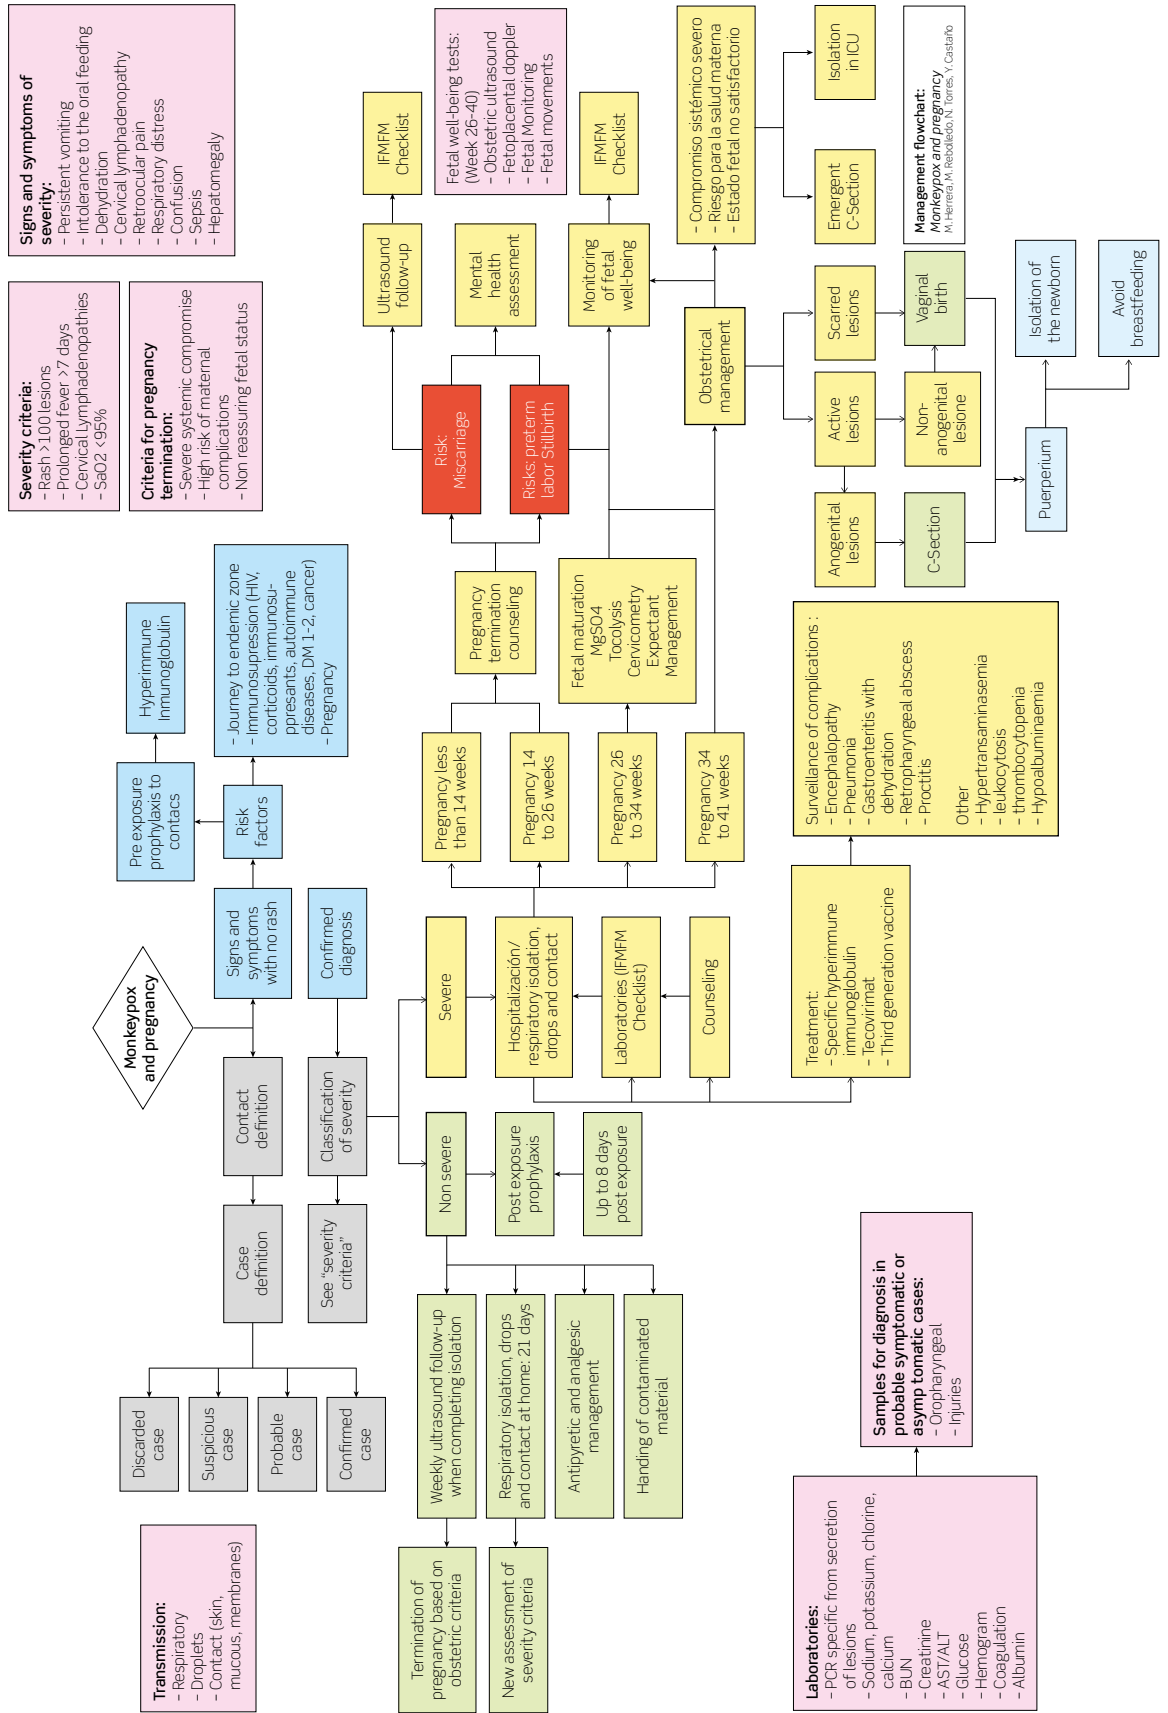 Transmission:
- Respiratory
- Droplets
- Contact (skin,
mucous, membranes)
Monkeypox
and pregnancy
Discarded
case
Suspicious
case
Probable
case
Confirmed
case
Case
definition
Contact
definition
See “severity
criteria”
Classification
of severity
Signs and
symptoms
with no rash
Confirmed
diagnosis
Risk
factors
Pre exposure
prophylaxis to
contacs
Hyperimmune
Inmunoglobulin
- Journey to endemic zone
- Immunosupression (HIV,
corticoids, immunosu-
ppresants, autoimmune
diseases, DM 1-2, cancer)
- Pregnancy
Severity criteria:
- Rash >100 lesions
- Prolonged fever >7 days
- Cervical Lymphadenopathies
- SaO2 <95%
Criteria for pregnancy
termination:
- Severe systemic compromise
- High risk of maternal
complications
- Non reassuring fetal status
Signs and symptoms of
severity:
- Persistent vomiting
- Intolerance to the oral feeding
- Dehydration
- Cervical lymphadenopathy
- Retroocular pain
- Respiratory distress
- Confusion
- Sepsis
- Hepatomegaly
Termination of
pregnancy based on
obstetric criteria
New assessment of
severity criteria
Weekly ultrasound follow-up
when completing isolation
Respiratory isolation, drops
and contact at home: 21 days
Antipyretic and analgesic
management
Handing of contaminated
material
Non severe
Post exposure
prophylaxis
Up to 8 days
post exposure
Severe
Hospitalización/
respiratory isolation,
drops and contact
Laboratories (IFMFM
Checklist)
Counseling
Pregnancy less
than 14 weeks
Pregnancy 14
to 26 weeks
Pregnancy 26
to 34 weeks
Pregnancy 34
to 41 weeks
Pregnancy
termination
counseling
Fetal maturation
MgSO4
Tocolysis
Cervicometry
Expectant
Management
Risk:
Miscarriage
Risks: preterm
labor Stillbirth
Ultrasound
follow-up
IFMFM
Checklist
Mental
health
assessment
Fetal well-being tests:
(Week 26-40)
- Obstetric ultrasound
- Fetoplacental doppler
- Fetal Monitoring
- Fetal movements
Monitoring
of fetal
well-being
IFMFM
Checklist
Obstetrical
management
- Compromiso sistémico severo
- Riesgo para la salud materna
- Estado fetal no satisfactorio
Emergent
C-Section
Isolation
in ICU
Anogenital
lesions
Active
lesions
Scarred
lesions
C-Section
Non-
anogenital
lesione
Vaginal
birth
Puerperium
Isolation of
the newborn
Avoid
breastfeeding
Treatment:
- Specific hyperimmune
immunoglobulin
- Tecovirimat
- Third generation vaccine
Surveillance of complications :
- Encephalopathy
- Pneumonia
- Gastroenteritis with
dehydration
- Retropharyngeal abscess
- Proctitis
Other
- Hypertransaminasemia
- leukocytosis
- thrombocytopenia
- Hypoalbuminaemia
Laboratories:
- PCR specific from secretion
of lesions
- Sodium, potassium, chlorine,
calcium
- BUN
- Creatinine
- AST/ALT
- Glucose
- Hemogram
- Coagulation
- Albumin
Samples for diagnosis in
probable symptomatic or
asymp tomatic cases:
- Oropharyngeal
- Injuries
Management flowchart:
Monkeypox and pregnancy
M. Herrera, M. Rebolledo, N. Torres, Y. Castaño